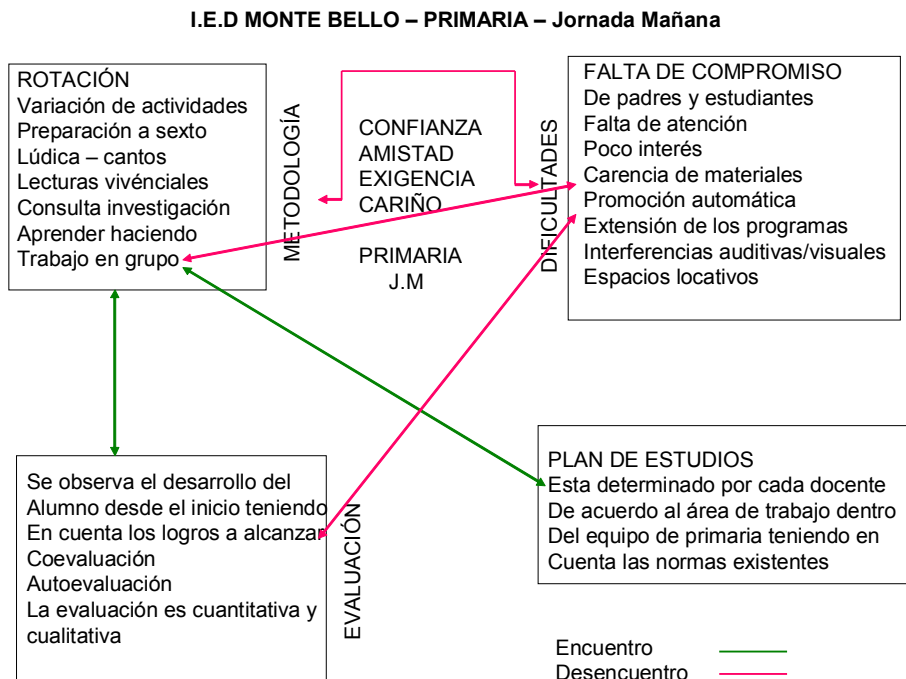 I.E.D MONTE BELLO – PRIMARIA – Jornada Mañana
ROTACIÓN
Variación de actividades
Preparación a sexto
Lúdica – cantos
Lecturas vivénciales
Consulta investigación
Aprender haciendo
Trabajo en grupo
METODOLOGÍA
CONFIANZA
AMISTAD
EXIGENCIA
CARIÑO
PRIMARIA
J.M
DIFICULTADES
FALTA DE COMPROMISO
De padres y estudiantes
Falta de atención
Poco interés
Carencia de materiales
Promoción automática
Extensión de los programas
Interferencias auditivas/visuales
Espacios locativos
Se observa el desarrollo del
Alumno desde el inicio teniendo
En cuenta los logros a alcanzar
Coevaluación
Autoevaluación
La evaluación es cuantitativa y
cualitativa
EVALUACIÓN
PLAN DE ESTUDIOS
Esta determinado por cada docente
De acuerdo al área de trabajo dentro
Del equipo de primaria teniendo en
Cuenta las normas existentes
Encuentro
Desencuentro